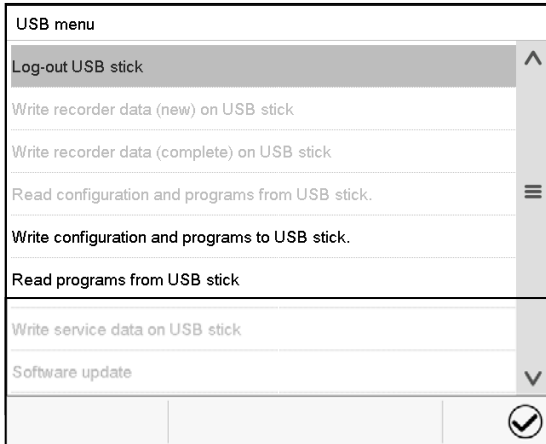 USB menu
Log-out USB stick
Write recorder data (new) on USB stick
Write recorder data (complete) on USB stick
Read configuration and programs from USB stick.
Write configuration and programs to USB stick.
Read programs from USB stick
Write service data on USB stick
Software update